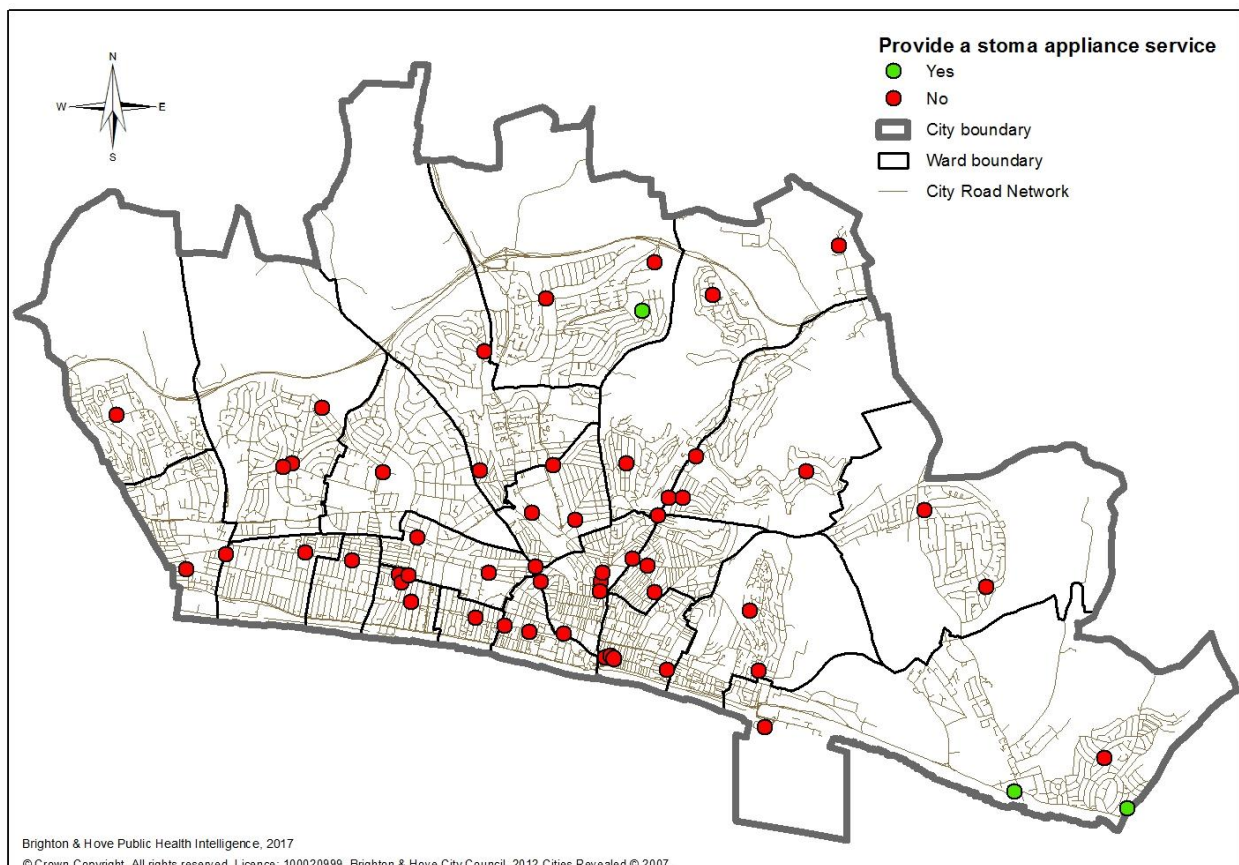 Provide a stoma appliance service
Yes
No
City boundary
Ward boundary
City Road Network
N
W
E
S
Brighton & Hove Public Health Intelligence, 2017
© Crown Copyright. All rights reserved. Licence: 100020999, Brighton & Hove City Council. 2012 Cities Revealed © 2007